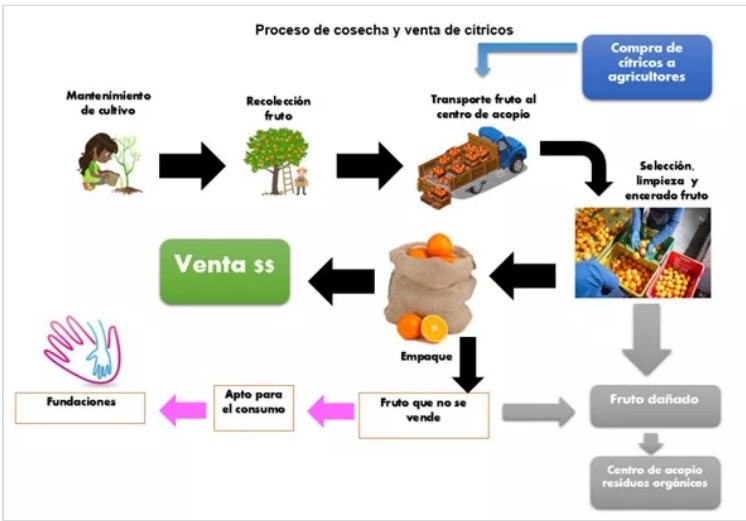 Proceso de cosecha y venta de cítricos
Compra de
cítricos a
agricultores
Mantenimiento
de cultivo
Recolección
fruto
Transporte fruto al
centro de acopio
Selección,
limpieza y
encerado fruto
Venta $$
Empaque
Fundaciones
Apto para
el consumo
Fruto que no se
vende
Fruto dañado
Centro de acopio
residuos orgánicos